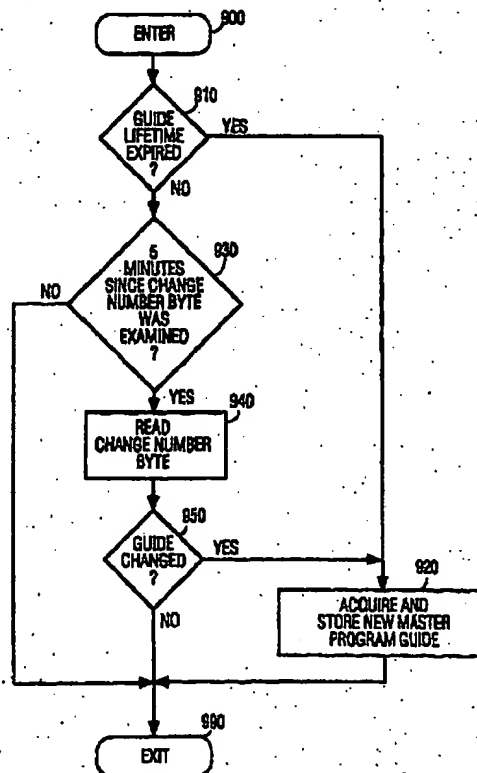 ENTER
900
910
GUIDE
LIFETIME
EXPIRED
?
YES
NO
930
5
MINUTES
SINCE CHANGE
NUMBER BYTE
WAS
EXAMINED
?
NO
YES
940
READ
CHANGE NUMBER
BYTE
950
GUIDE
CHANGED
?
YES
NO
920
ACQUIRE AND
STORE NEW MASTER
PROGRAM GUIDE
990
EXIT